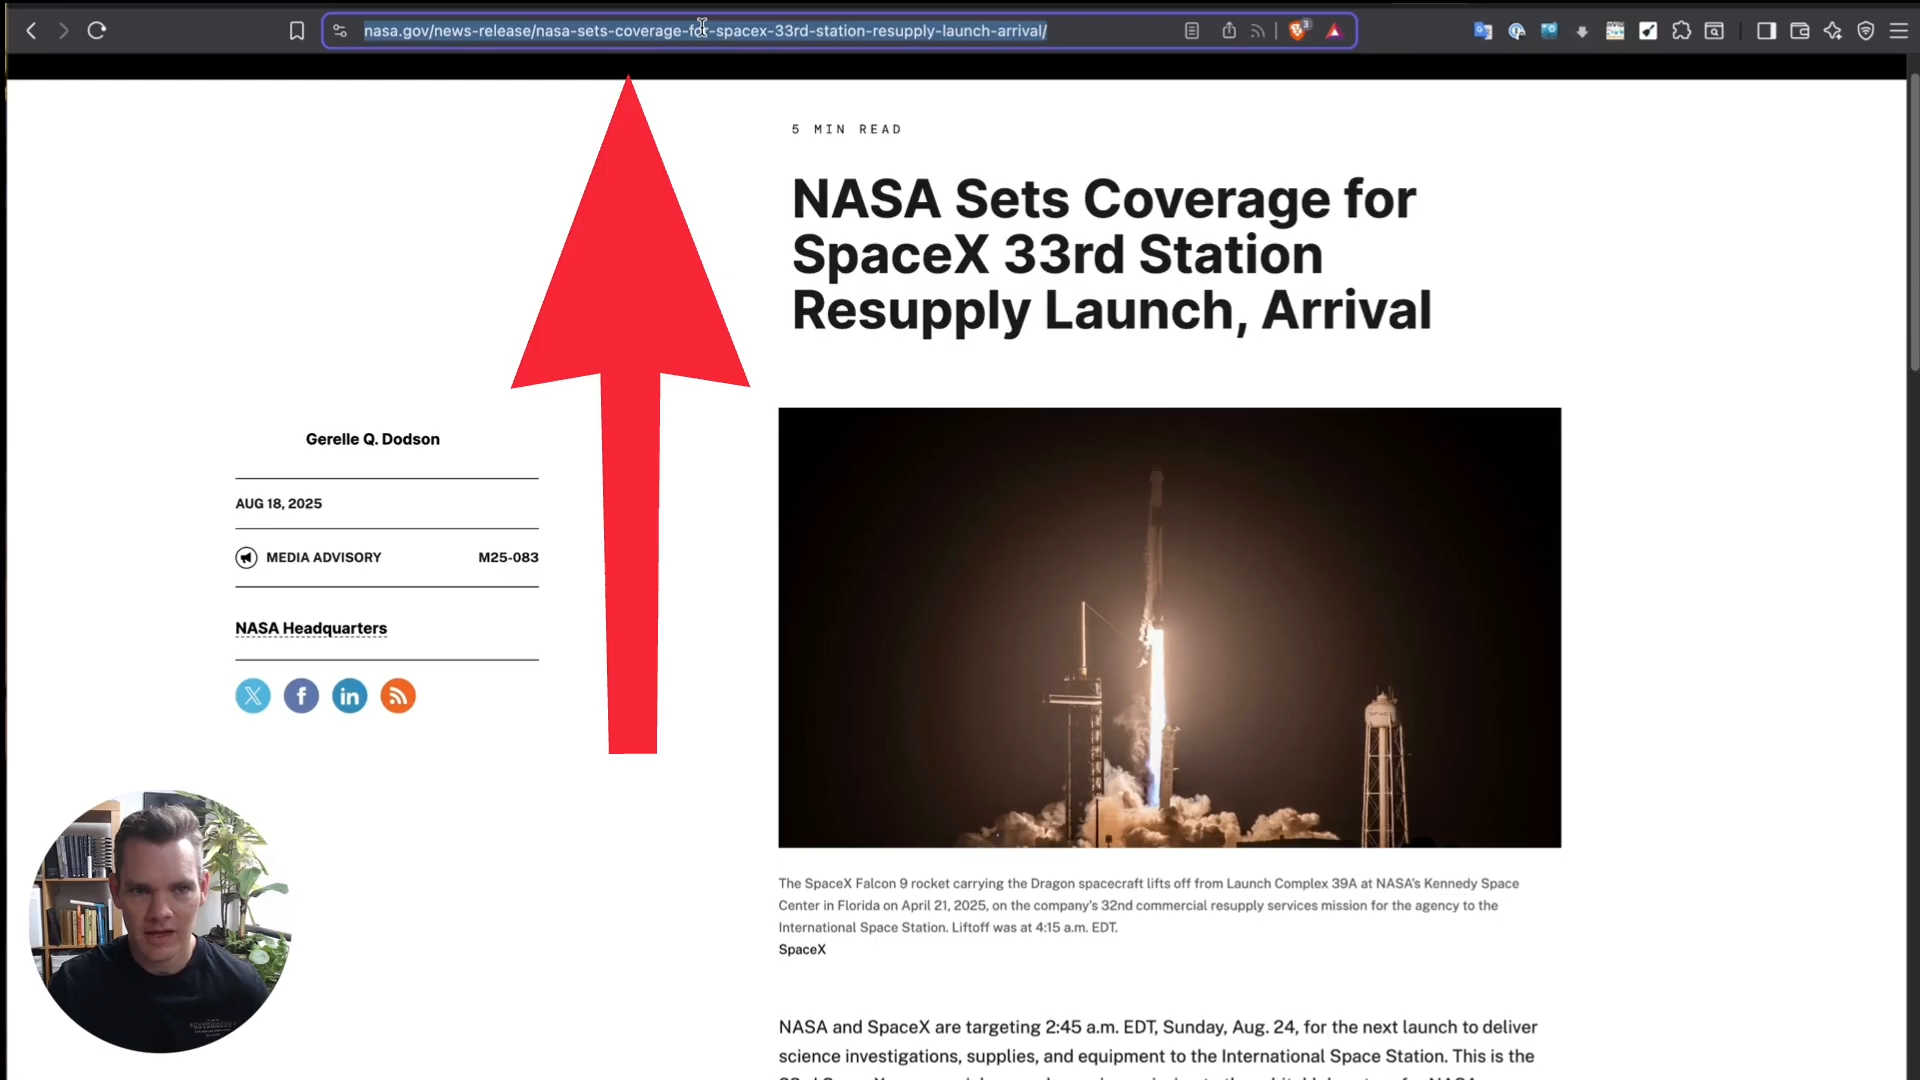 nasa.gov/news-release/nasa-sets-coverage-for-spacex-33rd-station-resupply-launch-arrival/
3
5 MIN READ
NASA Sets Coverage for
SpaceX 33rd Station
Resupply Launch, Arrival
Gerelle Q. Dodson
AUG 18, 2025
MEDIA ADVISORY M25-083
NASA Headquarters
The SpaceX Falcon 9 rocket carrying the Dragon spacecraft lifts off from Launch Complex 39A at NASA's Kennedy Space
Center in Florida on April 21, 2025, on the company's 32nd commercial resupply services mission for the agency to the
International Space Station. Liftoff was at 4:15 a.m. EDT.
SpaceX
NASA and SpaceX are targeting 2:45 a.m. EDT, Sunday, Aug. 24, for the next launch to deliver
science investigations, supplies, and equipment to the International Space Station. This is the